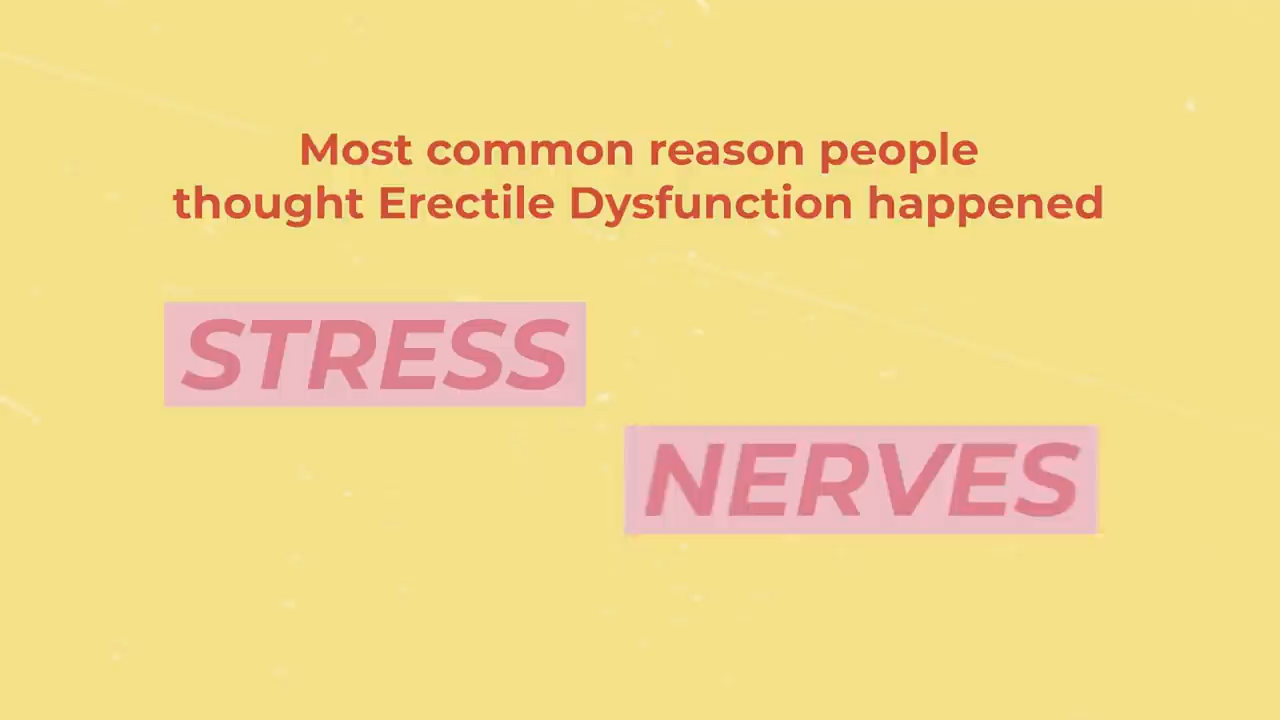 Most common reason people
thought Erectile Dysfunction happened
STRESS
NERVES